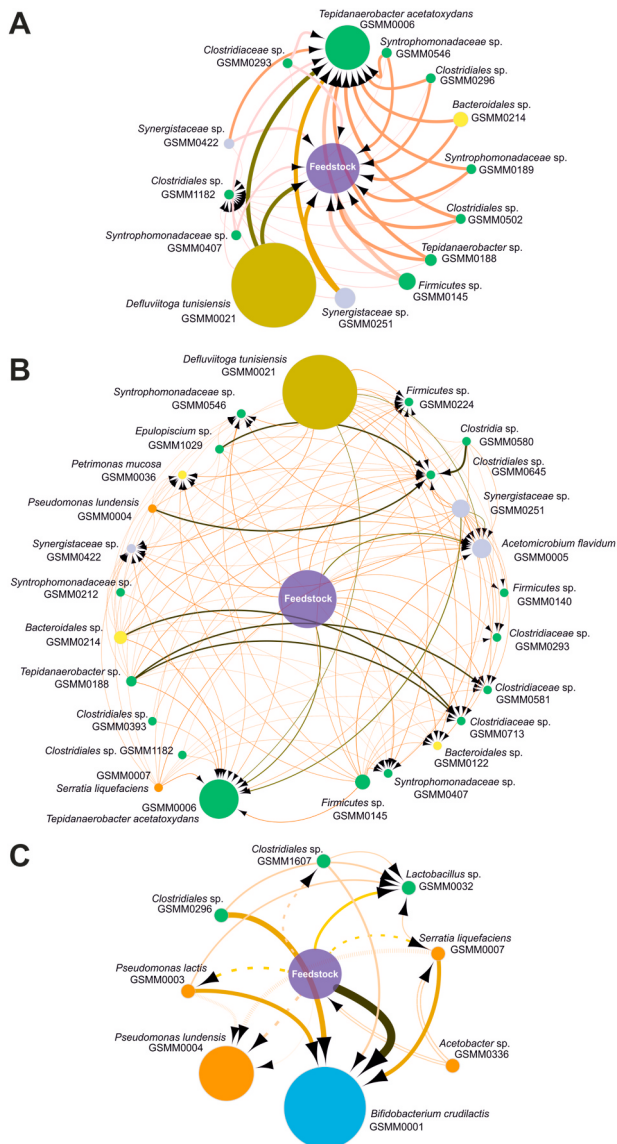 A
Tepidanaerobacter acetatoxydans
GSMM0006
Syntrophomonadaceae sp.
GSMM0546
Clostridiaceae sp.
GSMM0293
Clostridiales sp.
GSMM0296
Bacteroidales sp.
GSMM0214
Synergistaceae sp.
GSMM0422
Feedstock
Syntrophomonadaceae sp.
GSMM0189
Clostridiales sp.
GSMM1182
Clostridiales sp.
GSMM0502
Syntrophomonadaceae sp.
GSMM0407
Tepidanaerobacter sp.
GSMM0188
Firmicutes sp.
GSMM0145
Defluviitoga tunisiensis
GSMM0021
Synergistaceae sp.
GSMM0251
B
Defluviitoga tunisiensis
GSMM0021
Syntrophomonadaceae sp.
GSMM0546
Firmicutes sp.
GSMM0224
Epulopiscium sp.
GSMM1029
Clostridia sp.
GSMM0580
Petrimonas mucosa
GSMM0036
Clostridiales sp.
GSMM0645
Pseudomonas lundensis
GSMM0004
Synergistaceae sp.
GSMM0251
Synergistaceae sp.
GSMM0422
Acetomicrobium flavidum
GSMM0005
Syntrophomonadaceae sp.
GSMM0212
Feedstock
Firmicutes sp.
GSMM0140
Bacteroidales sp.
GSMM0214
Clostridiaceae sp.
GSMM0293
Tepidanaerobacter sp.
GSMM0188
Clostridiaceae sp.
GSMM0581
Clostridiales sp.
GSMM0393
Clostridiaceae sp.
GSMM0713
Clostridiales sp. GSMM1182
Bacteroidales sp.
GSMM0122
GSMM0007
Serratia liquefaciens
Syntrophomonadaceae sp.
GSMM0407
GSMM0006
Tepidanaerobacter acetatoxydans
Firmicutes sp.
GSMM0145
C
Clostridiales sp.
GSMM1607
Lactobacillus sp.
GSMM0032
Clostridiales sp.
GSMM0296
Serratia liquefaciens
GSMM0007
Pseudomonas lactis
GSMM0003
Feedstock
Pseudomonas lundensis
GSMM0004
Acetobacter sp.
GSMM0336
Bifidobacterium crudilactis
GSMM0001